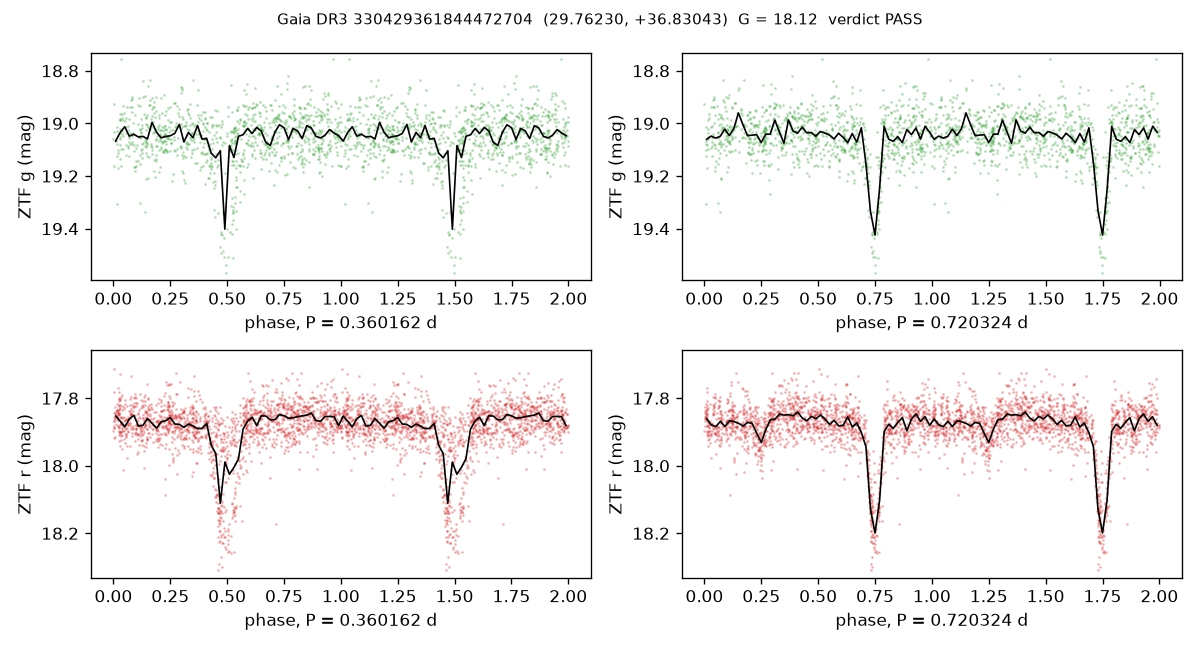 Gaia DR3 330429361844472704 (29.76230, +36.83043) G = 18.12 verdict PASS
ZTF g (mag)
18.8
19.0
19.2
19.4
0.00 0.25 0.50 0.75 1.00 1.25 1.50 1.75 2.00
phase, P = 0.360162 d
ZTF g (mag)
18.8
19.0
19.2
19.4
0.00 0.25 0.50 0.75 1.00 1.25 1.50 1.75 2.00
phase, P = 0.720324 d
ZTF r (mag)
17.8
18.0
18.2
0.00 0.25 0.50 0.75 1.00 1.25 1.50 1.75 2.00
phase, P = 0.360162 d
ZTF r (mag)
17.8
18.0
18.2
0.00 0.25 0.50 0.75 1.00 1.25 1.50 1.75 2.00
phase, P = 0.720324 d